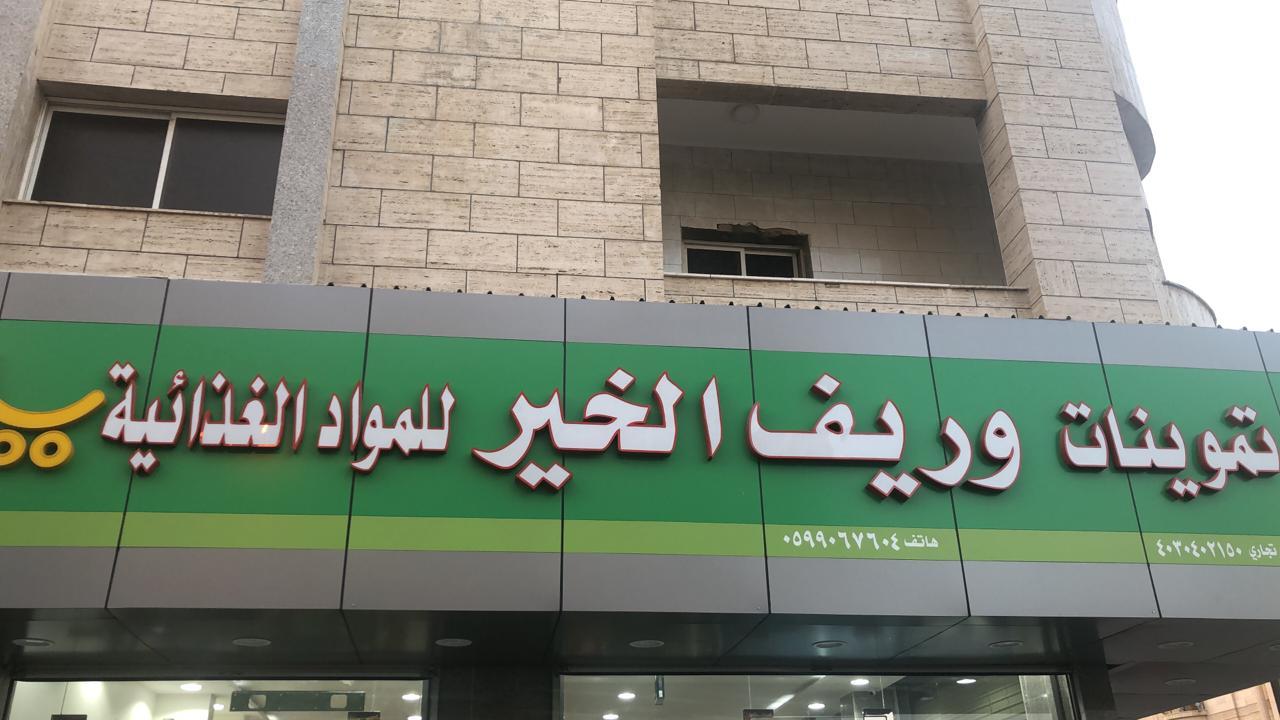 تموينات وريف الخير للمواد الغذائية
تجاري ٤٠٣٠٤٠٢١٥٠ هاتف ٠٥٩٩٠٦٧٦٠٤